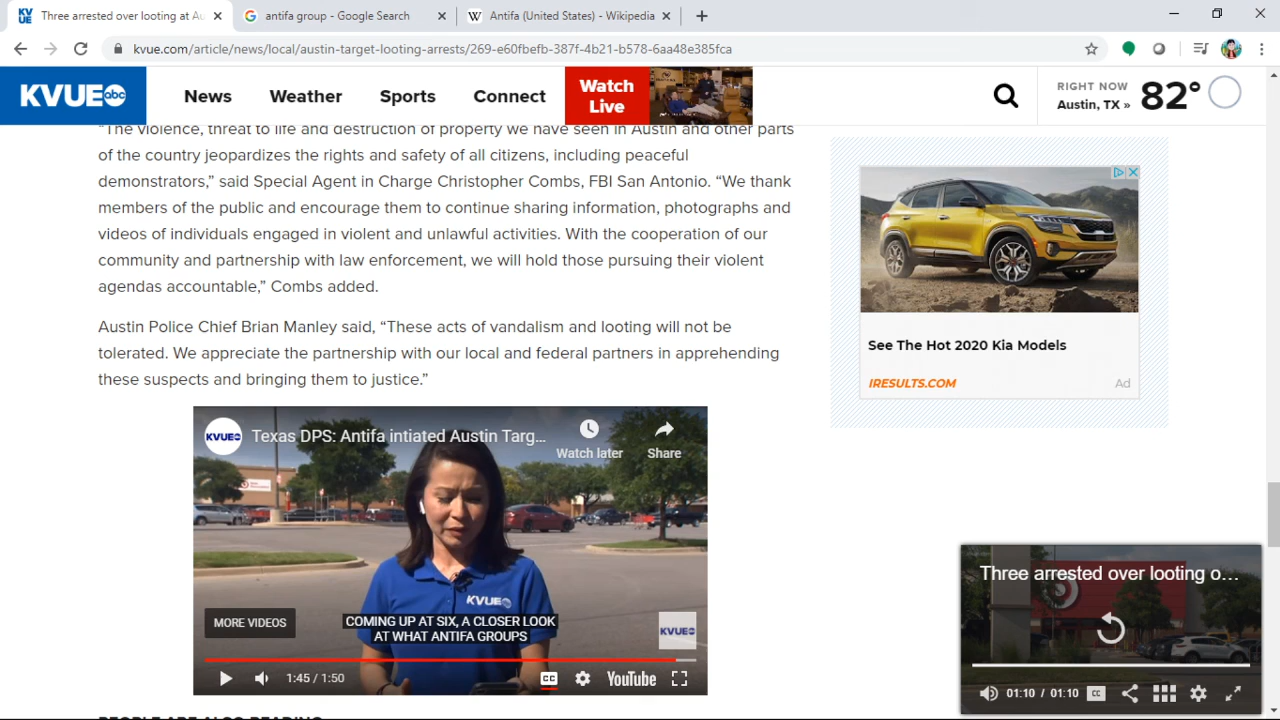 Three arrested over looting at Au
antifa group - Google Search
Antifa (United States) - Wikipedia
kvue.com/article/news/local/austin-target-looting-arrests/269-e60fbefb-387f-4b21-b578-6aa48e385fca
KVUE abc
News
Weather
Sports
Connect
Watch
Live
RIGHT NOW
Austin, TX »
82°
"The violence, threat to life and destruction of property we have seen in Austin and other parts
of the country jeopardizes the rights and safety of all citizens, including peaceful
demonstrators,” said Special Agent in Charge Christopher Combs, FBI San Antonio. “We thank
members of the public and encourage them to continue sharing information, photographs and
videos of individuals engaged in violent and unlawful activities. With the cooperation of our
community and partnership with law enforcement, we will hold those pursuing their violent
agendas accountable,” Combs added.
Austin Police Chief Brian Manley said, “These acts of vandalism and looting will not be
tolerated. We appreciate the partnership with our local and federal partners in apprehending
these suspects and bringing them to justice.”
See The Hot 2020 Kia Models
IRESULTS.COM
Ad
KVUE
Texas DPS: Antifa intiated Austin Targ...
Watch later
Share
KVUE
MORE VIDEOS
COMING UP AT SIX, A CLOSER LOOK
AT WHAT ANTIFA GROUPS
KVUE
1:45 / 1:50
CC
YouTube
Three arrested over looting o...
01:10 / 01:10
CC
PEOPLE ARE ALSO READING